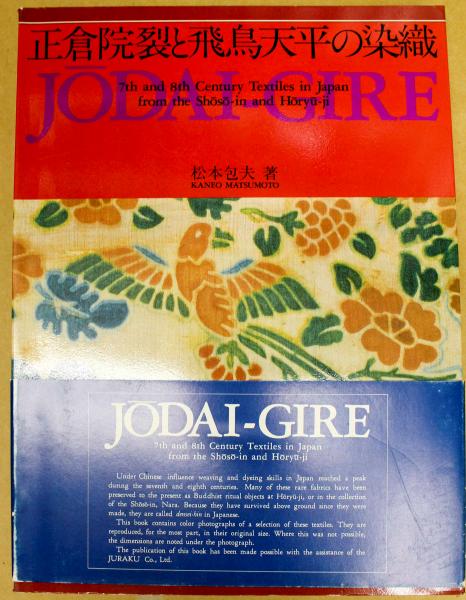 正倉院裂と飛鳥天平の染織
JŌDAI-GIRE
7th and 8th Century Textiles in Japan
from the Shōsō-in and Hōryū-ji
松本包夫 著
KANEO MATSUMOTO
JŌDAI-GIRE
7th and 8th Century Textiles in Japan
from the Shōsō-in and Hōryū-ji
Under Chinese influence weaving and dyeing skills in Japan reached a peak
during the seventh and eighth centuries. Many of these rare fabrics have been
preserved to the present as Buddhist ritual objects at Hōryū-ji, or in the collection
of the Shōsō-in, Nara. Because they have survived above ground since they were
made, they are called densei-hin in Japanese.
This book contains color photographs of a selection of these textiles. They are
reproduced, for the most part, in their original size. Where this was not possible,
the dimensions are noted under the photograph.
The publication of this book has been made possible with the assistance of the
JURAKU Co., Ltd.